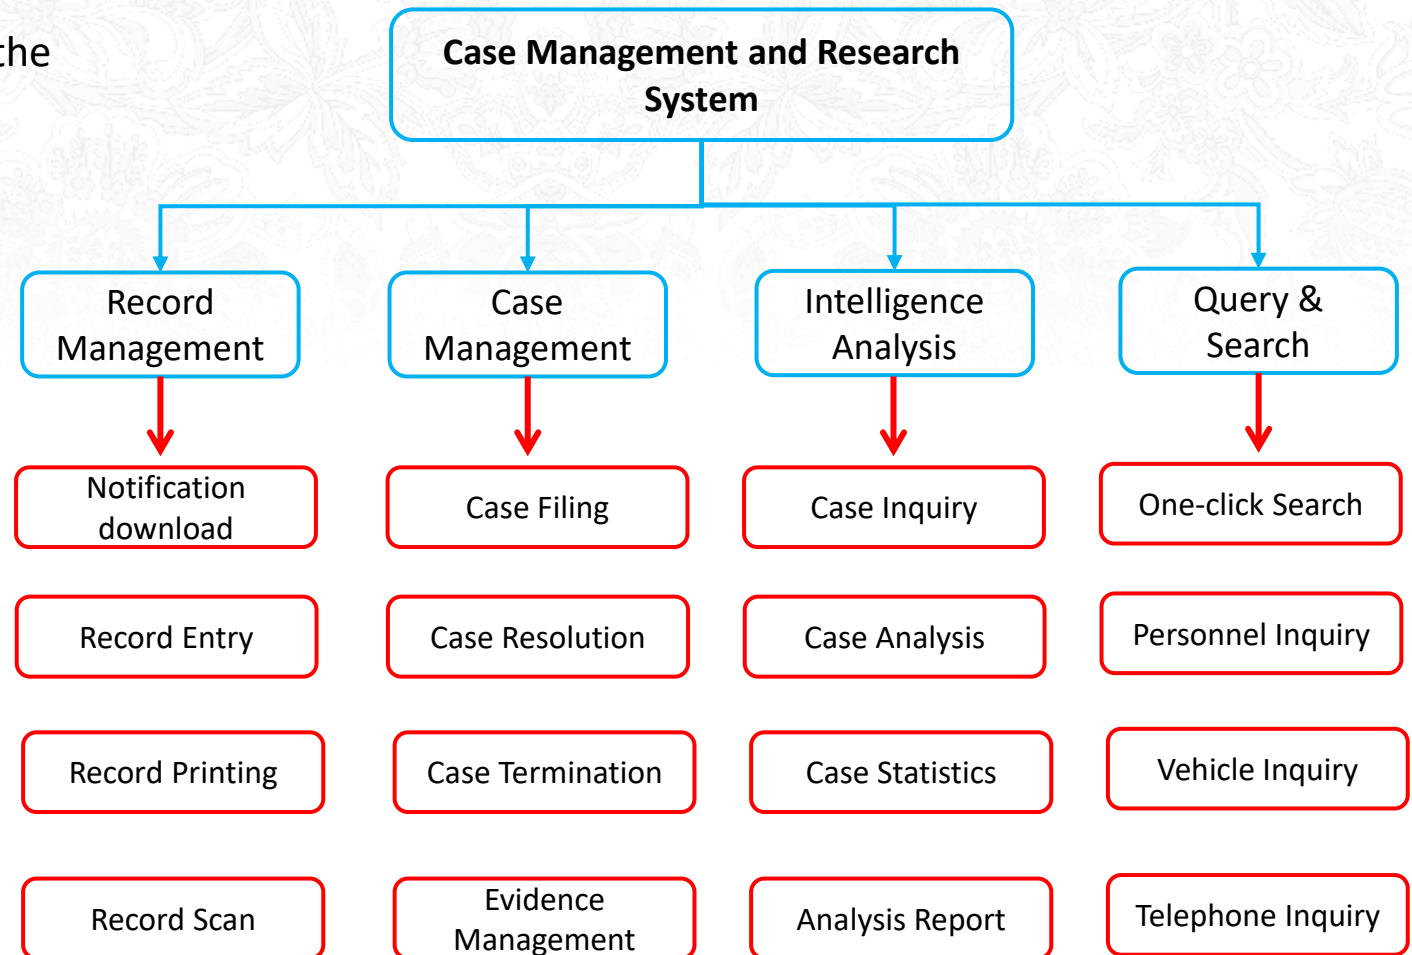 the
Case Management and Research
System
Record
Management
Case
Management
Intelligence
Analysis
Query &
Search
Notification
download
Case Filing
Case Inquiry
One-click Search
Record Entry
Case Resolution
Case Analysis
Personnel Inquiry
Record Printing
Case Termination
Case Statistics
Vehicle Inquiry
Record Scan
Evidence
Management
Analysis Report
Telephone Inquiry